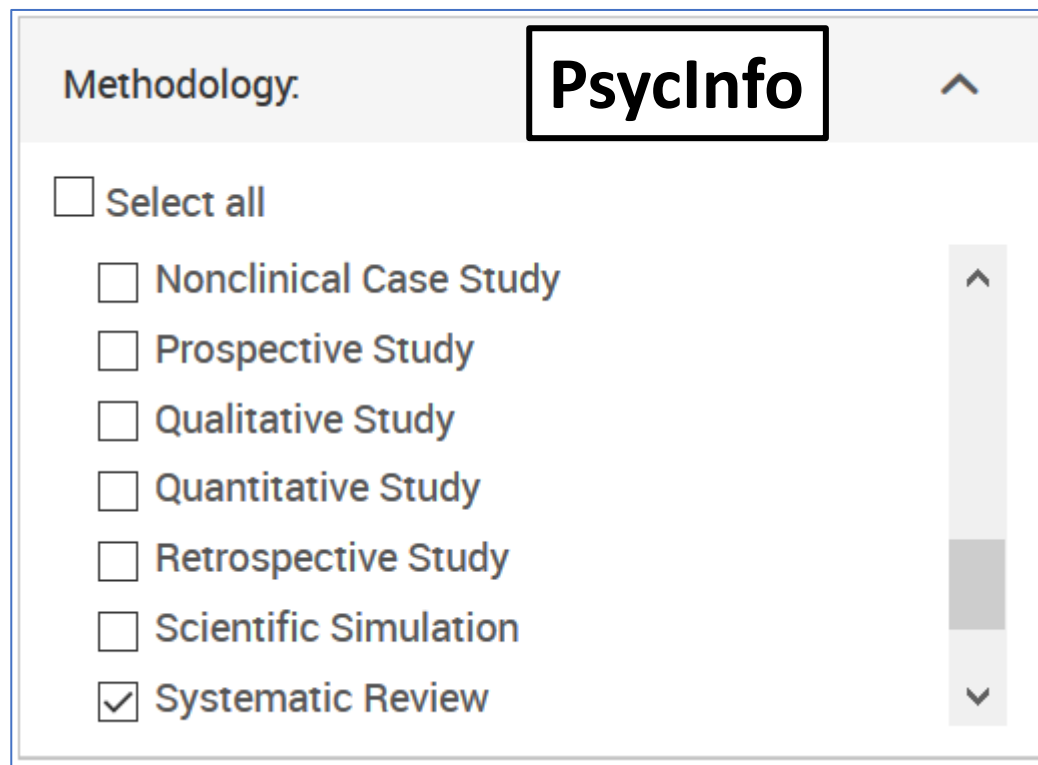 Methodology: PsycInfo
Select all
Nonclinical Case Study
Prospective Study
Qualitative Study
Quantitative Study
Retrospective Study
Scientific Simulation
Systematic Review